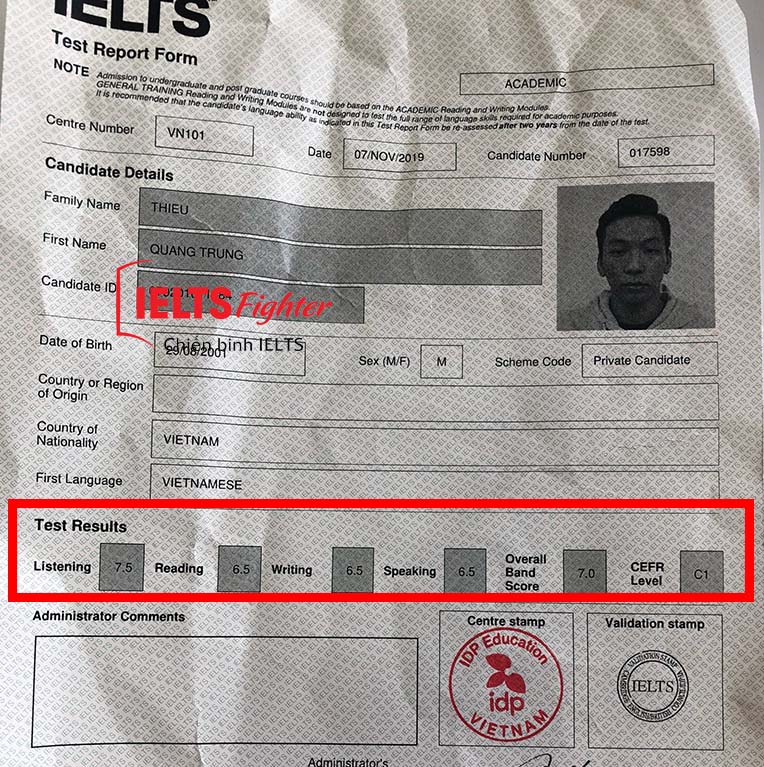 IELTS
Test Report Form
NOTE Admission to undergraduate and post graduate courses should be based on the ACADEMIC Reading and Writing Modules.
GENERAL TRAINING Reading and Writing Modules are not designed to test the full range of language skills required for academic purposes.
It is recommended that the candidate's language ability as indicated in this Test Report Form be re-assessed after two years from the date of the test.
ACADEMIC
Centre Number VN101 Date 07/NOV/2019 Candidate Number 017598
Candidate Details
Family Name THIEU
First Name QUANG TRUNG
Candidate ID
IELTS Fighter
Chiến binh IELTS
Date of Birth 29/08/2001 Sex (M/F) M Scheme Code Private Candidate
Country or Region
of Origin
Country of
Nationality VIETNAM
First Language VIETNAMESE
Test Results
Listening 7.5 Reading 6.5 Writing 6.5 Speaking 6.5 Overall Band Score 7.0 CEFR Level C1
Administrator Comments
Centre stamp
IDP Education
idp
VIETNAM
Validation stamp
VALIDATION STAMP
IELTS
Administrator's